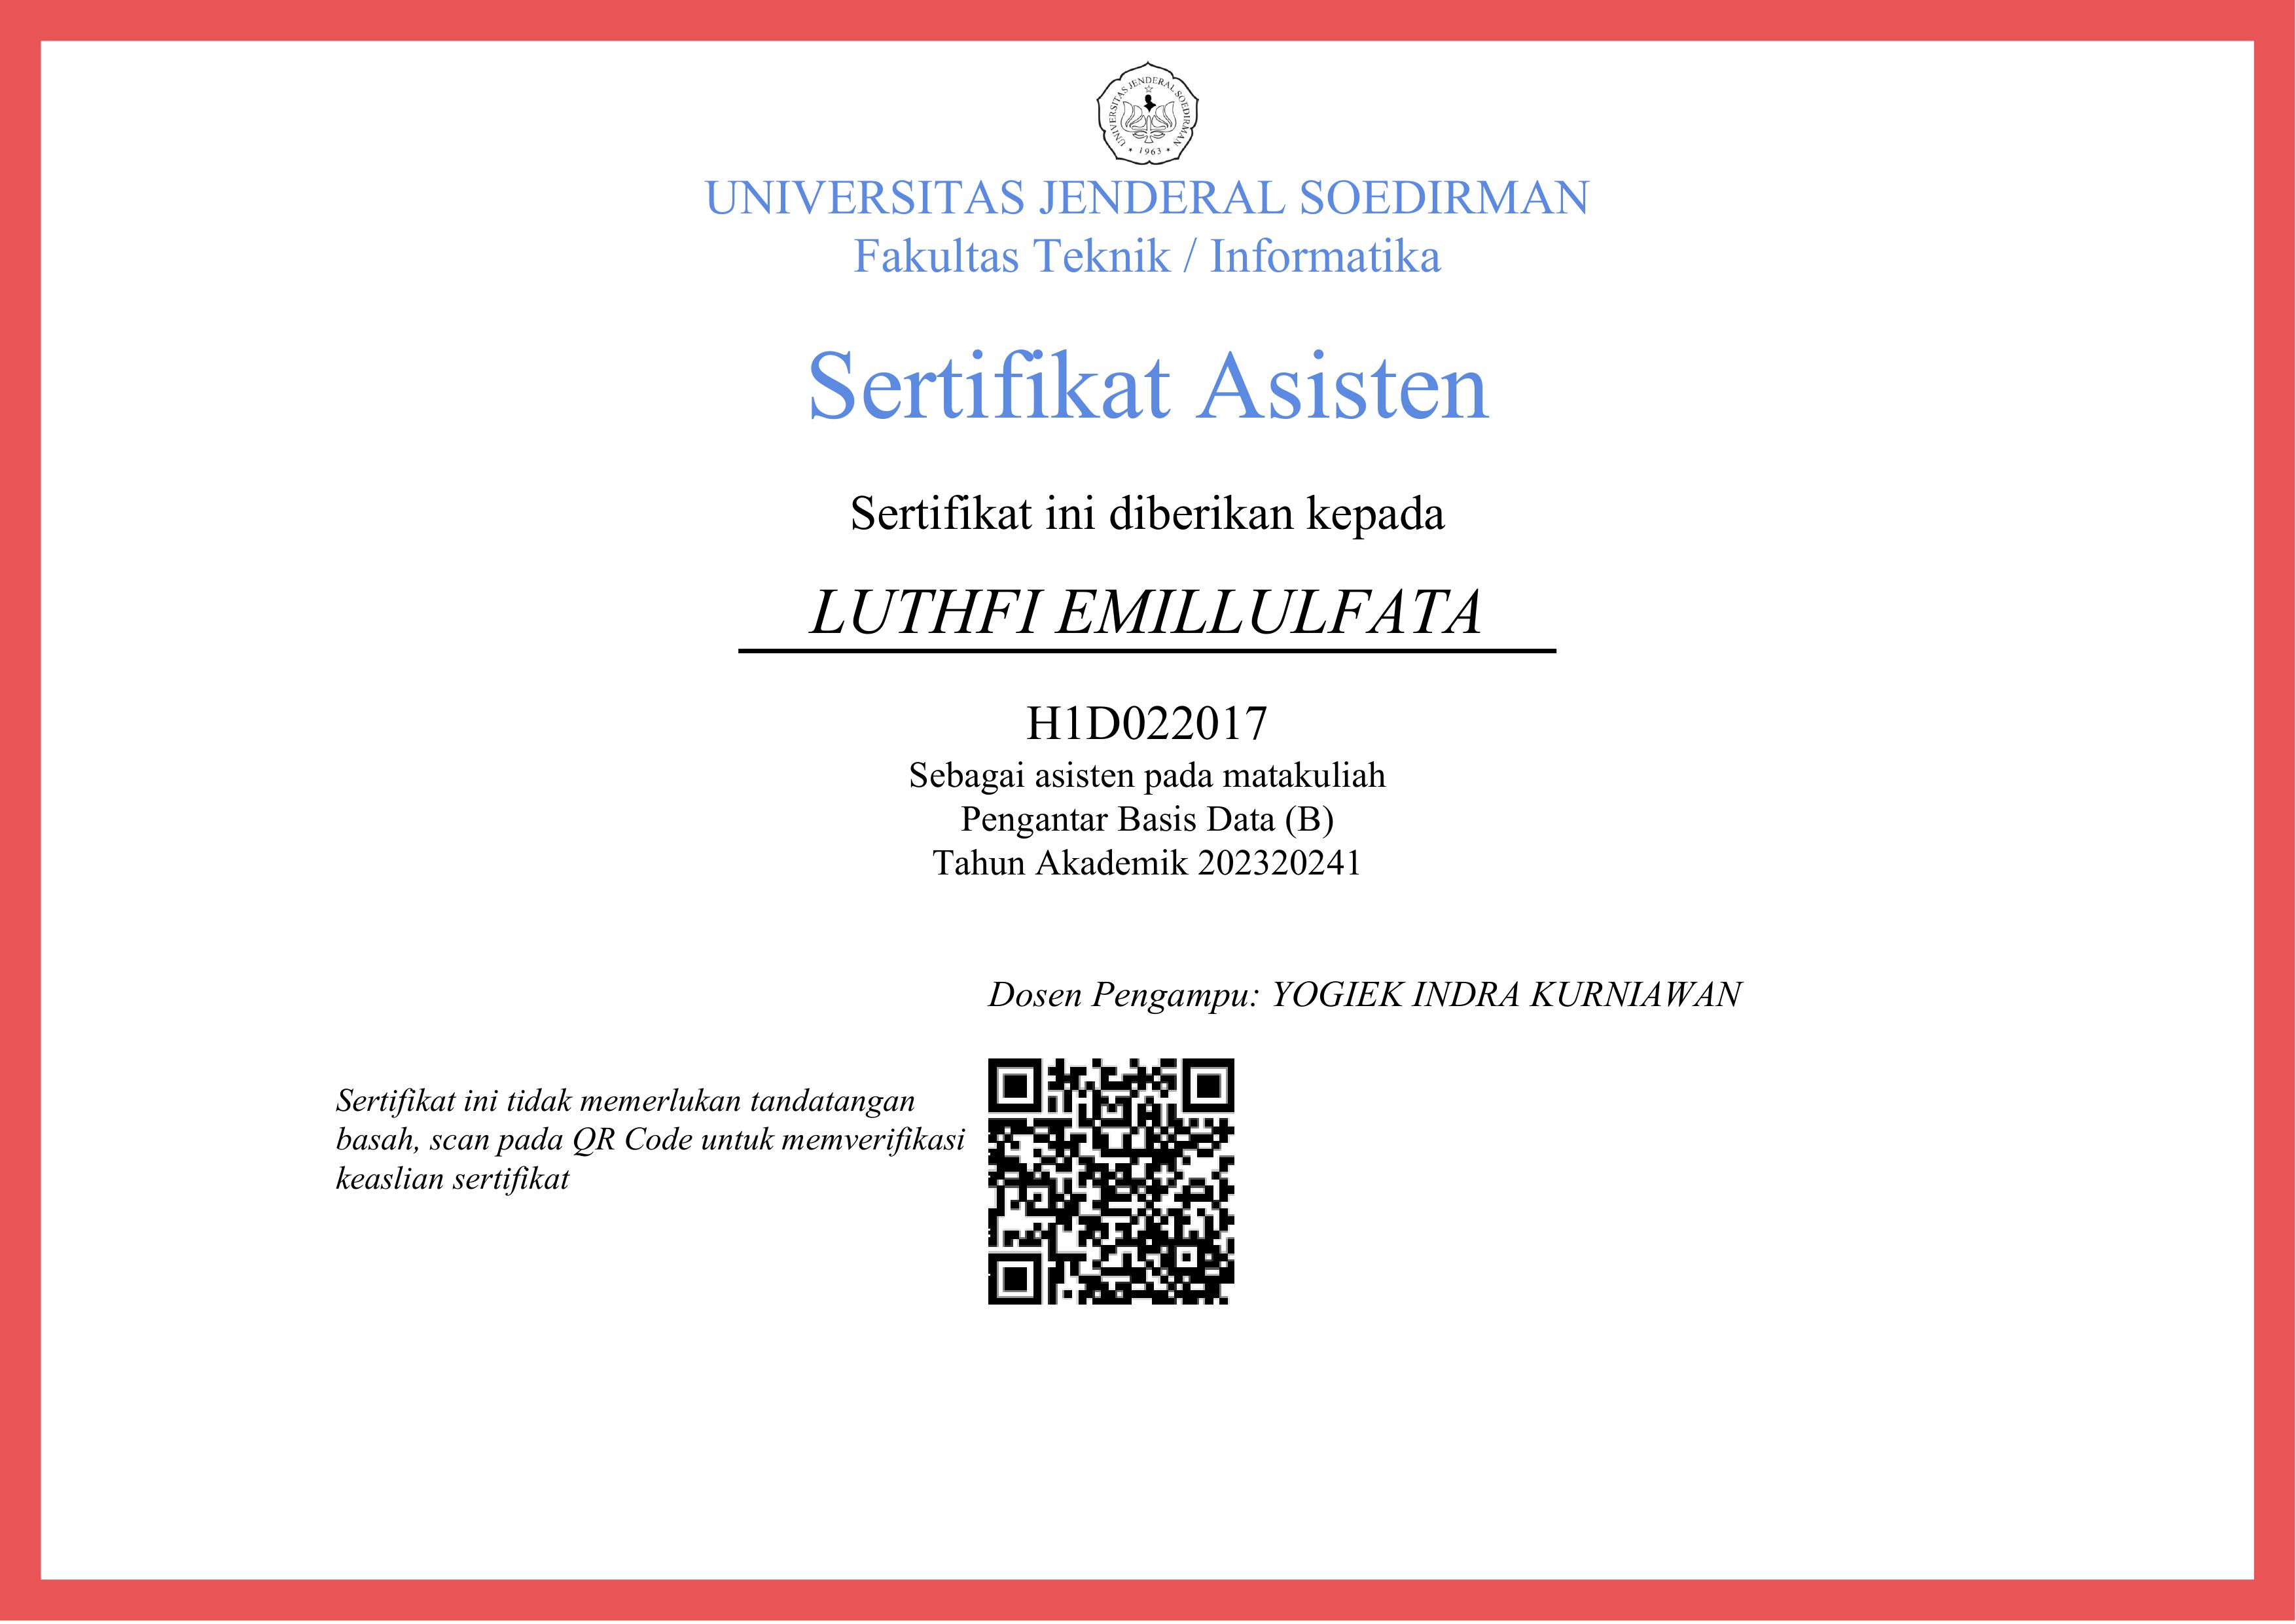 UNIVERSITAS JENDERAL SOEDIRMAN
1963
UNIVERSITAS JENDERAL SOEDIRMAN
Fakultas Teknik / Informatika
Sertifikat Asisten
Sertifikat ini diberikan kepada
LUTHFI EMILLULFATA
H1D022017
Sebagai asisten pada matakuliah
Pengantar Basis Data (B)
Tahun Akademik 202320241
Dosen Pengampu: YOGIEK INDRA KURNIAWAN
Sertifikat ini tidak memerlukan tandatangan
basah, scan pada QR Code untuk memverifikasi
keaslian sertifikat